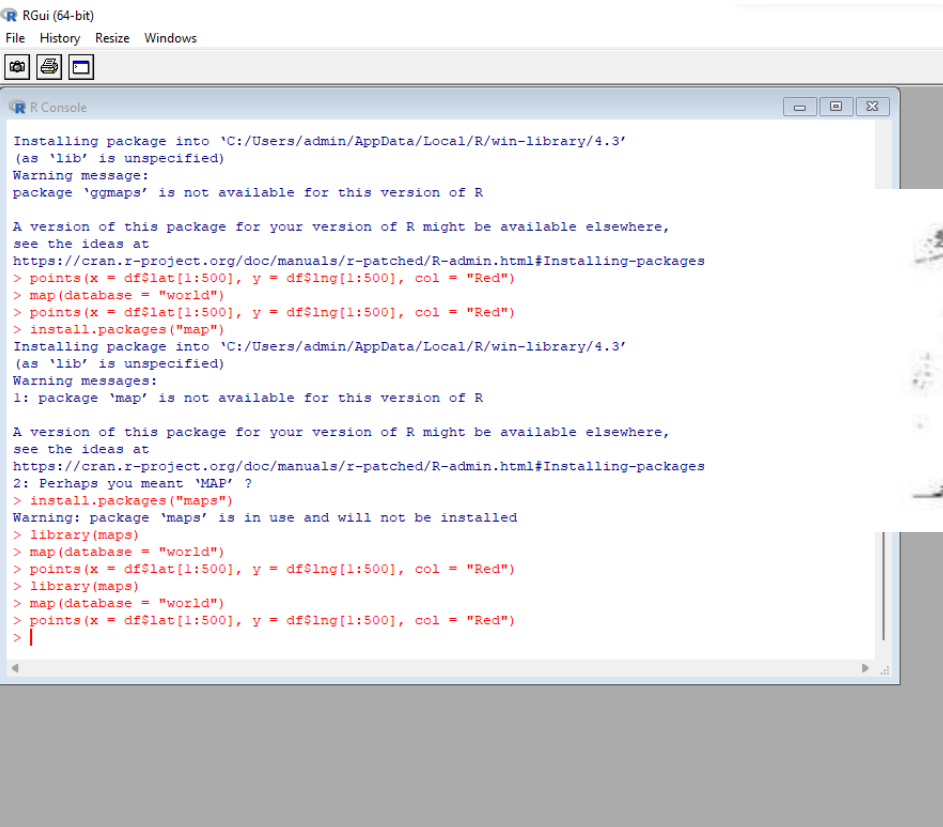 RGui (64-bit)
File History Resize Windows
R Console
Installing package into ‘C:/Users/admin/AppData/Local/R/win-library/4.3’
(as ‘lib’ is unspecified)
Warning message:
package ‘ggmaps’ is not available for this version of R
A version of this package for your version of R might be available elsewhere,
see the ideas at
https://cran.r-project.org/doc/manuals/r-patched/R-admin.html#Installing-packages
> points(x = df$lat[1:500], y = df$lng[1:500], col = "Red")
> map(database = "world")
> points(x = df$lat[1:500], y = df$lng[1:500], col = "Red")
> install.packages("map")
Installing package into ‘C:/Users/admin/AppData/Local/R/win-library/4.3’
(as ‘lib’ is unspecified)
Warning messages:
1: package ‘map’ is not available for this version of R
A version of this package for your version of R might be available elsewhere,
see the ideas at
https://cran.r-project.org/doc/manuals/r-patched/R-admin.html#Installing-packages
2: Perhaps you meant ‘MAP’ ?
> install.packages("maps")
Warning: package ‘maps’ is in use and will not be installed
> library(maps)
> map(database = "world")
> points(x = df$lat[1:500], y = df$lng[1:500], col = "Red")
> library(maps)
> map(database = "world")
> points(x = df$lat[1:500], y = df$lng[1:500], col = "Red")
>